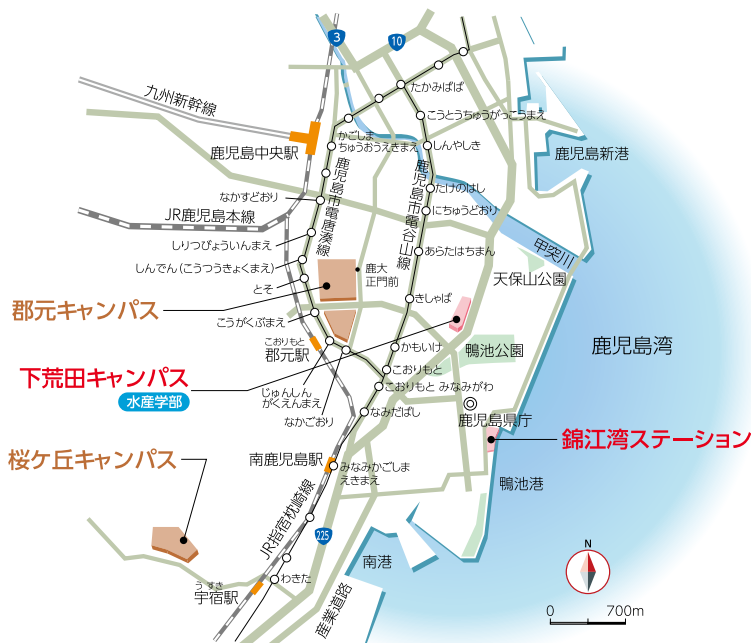 3
10
たかみばば
九州新幹線
こうとうちゅうがっこうまえ
かごしま
ちゅうおうえきまえ
しんやしき
鹿児島中央駅
鹿児島新港
鹿児島市電唐湊線
鹿児島市電谷山線
たけのはし
なかすどおり
にちゅうどおり
JR鹿児島本線
しりつびょういんまえ
あらたはちまん
甲突川
しんでん(こうつうきょくまえ)
鹿大
正門前
天保山公園
とそ
郡元キャンパス
きしゃば
こうがくぶまえ
こおりもと
郡元駅
かもいけ
鴨池公園
鹿児島湾
下荒田キャンパス
水産学部
こおりもと
こおりもと みなみがわ
じゅんしん
がくえんまえ
なかごおり
なみだばし
鹿児島県庁
錦江湾ステーション
桜ケ丘キャンパス
南鹿児島駅
みなみかごしま
えきまえ
鴨池港
JR指宿枕崎線
225
N
南港
わきた
うすき
宇宿駅
産業道路
0 700m